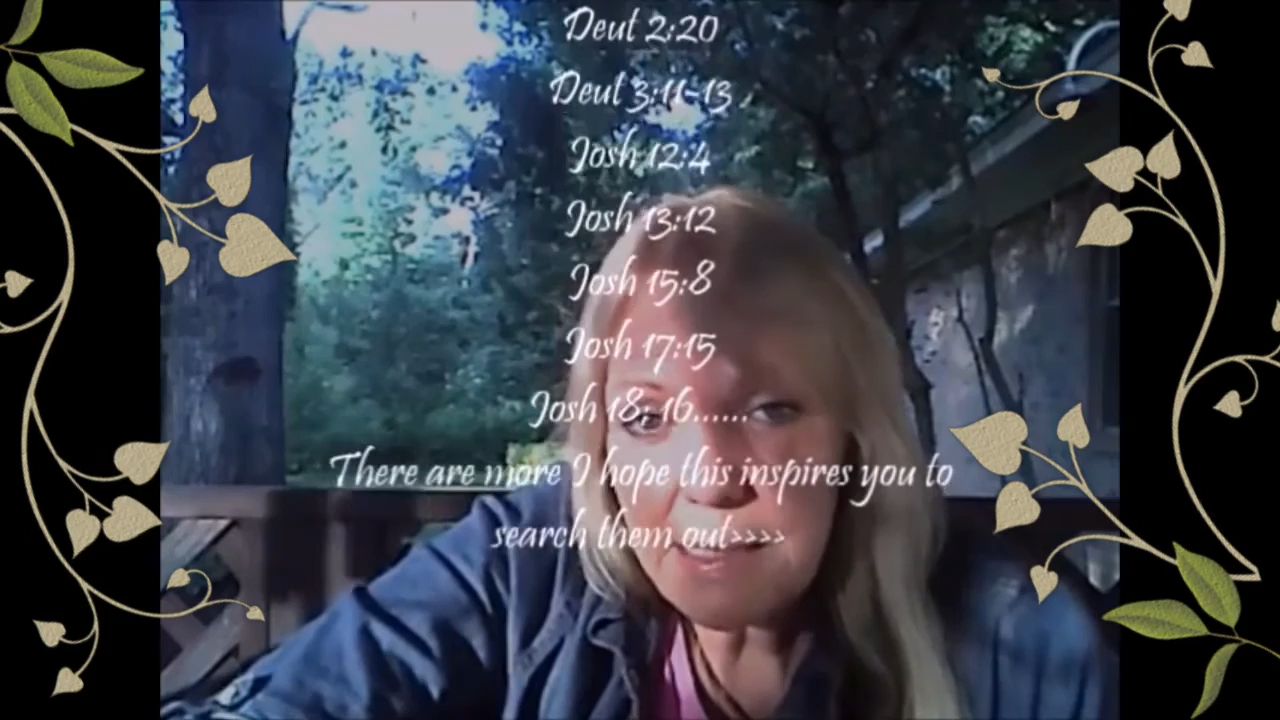 Deut 2:20
Deut 3:11-13
Josh 12:4
Josh 13:12
Josh 15:8
Josh 17:15
Josh 18:16......
There are more I hope this inspires you to
search them out>>>>